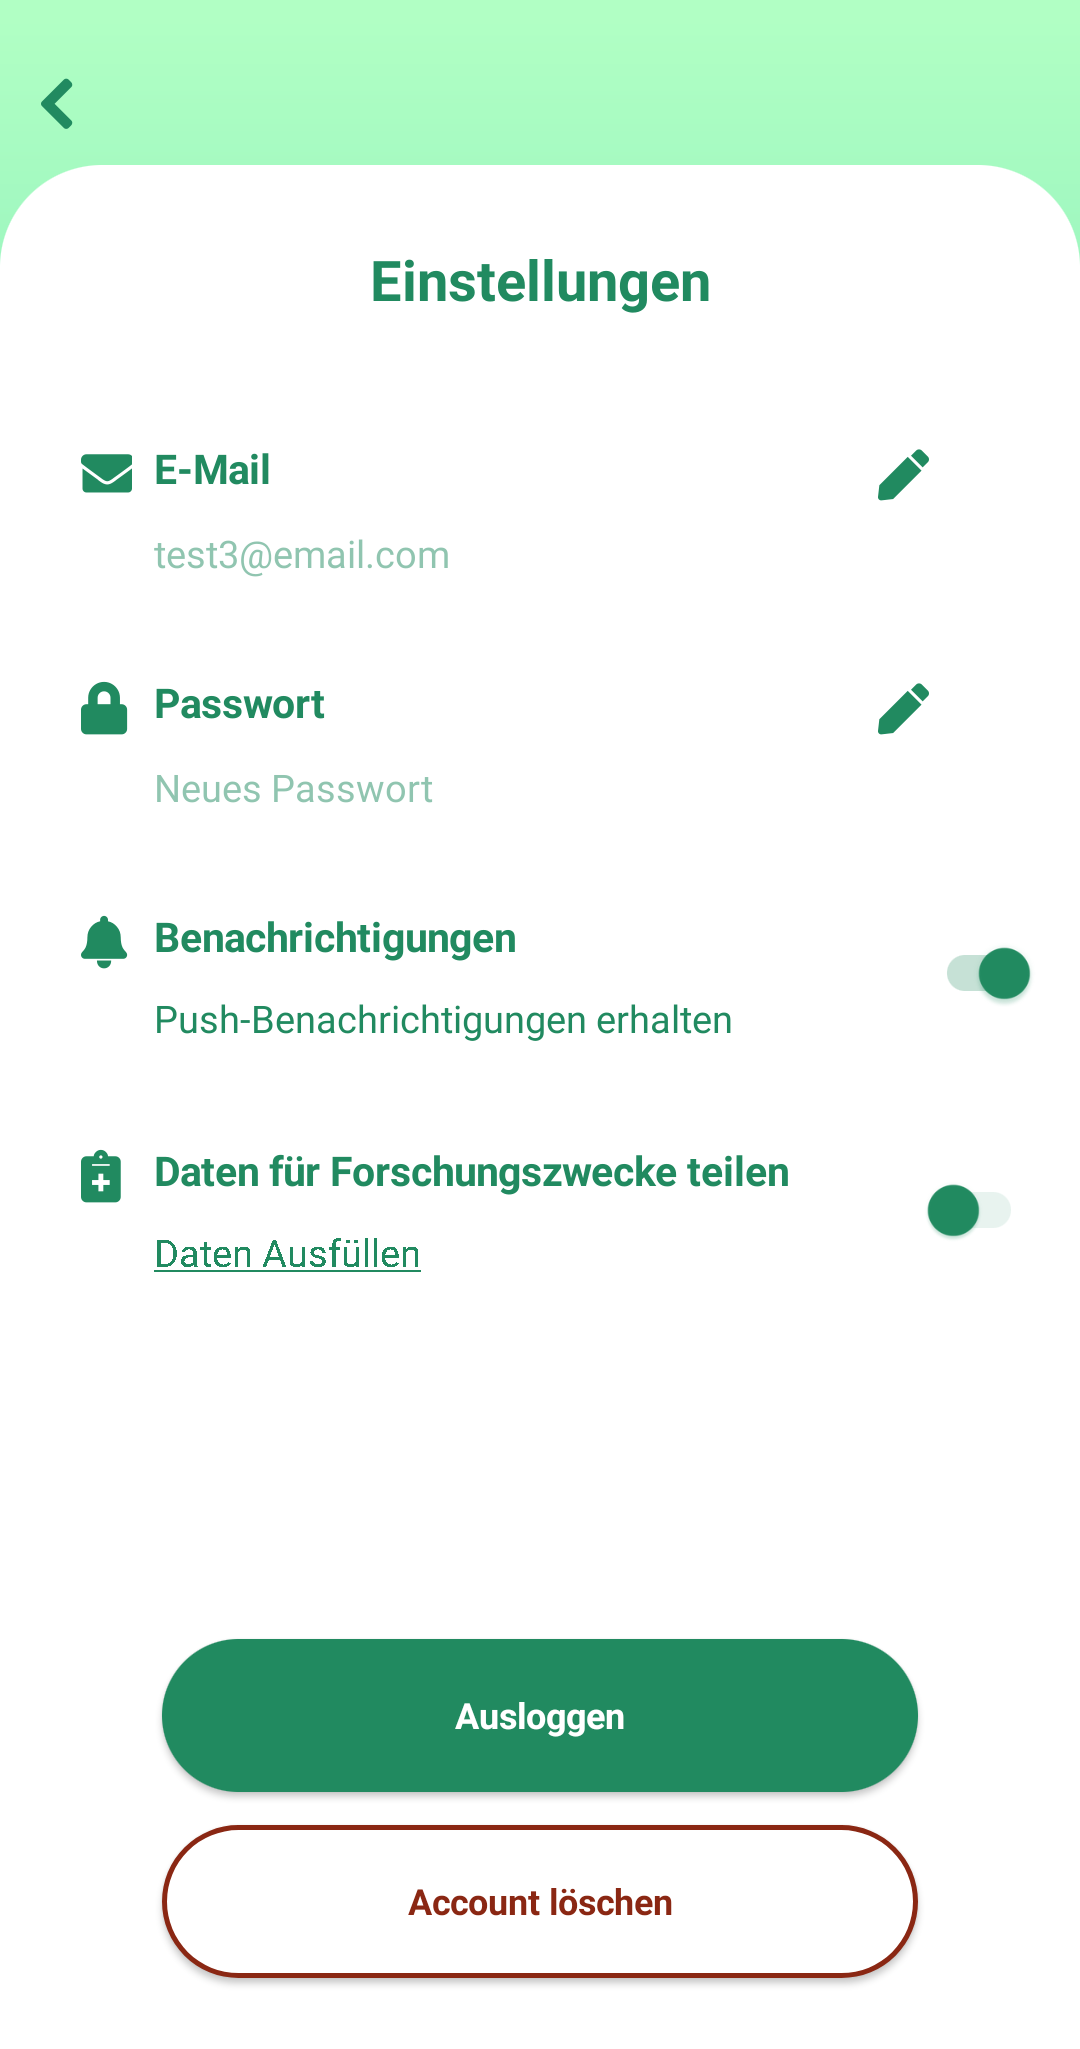 Einstellungen
E-Mail
test3@email.com
Passwort
Neues Passwort
Benachrichtigungen
Push-Benachrichtigungen erhalten
Daten für Forschungszwecke teilen
Daten Ausfüllen
Ausloggen
Account löschen